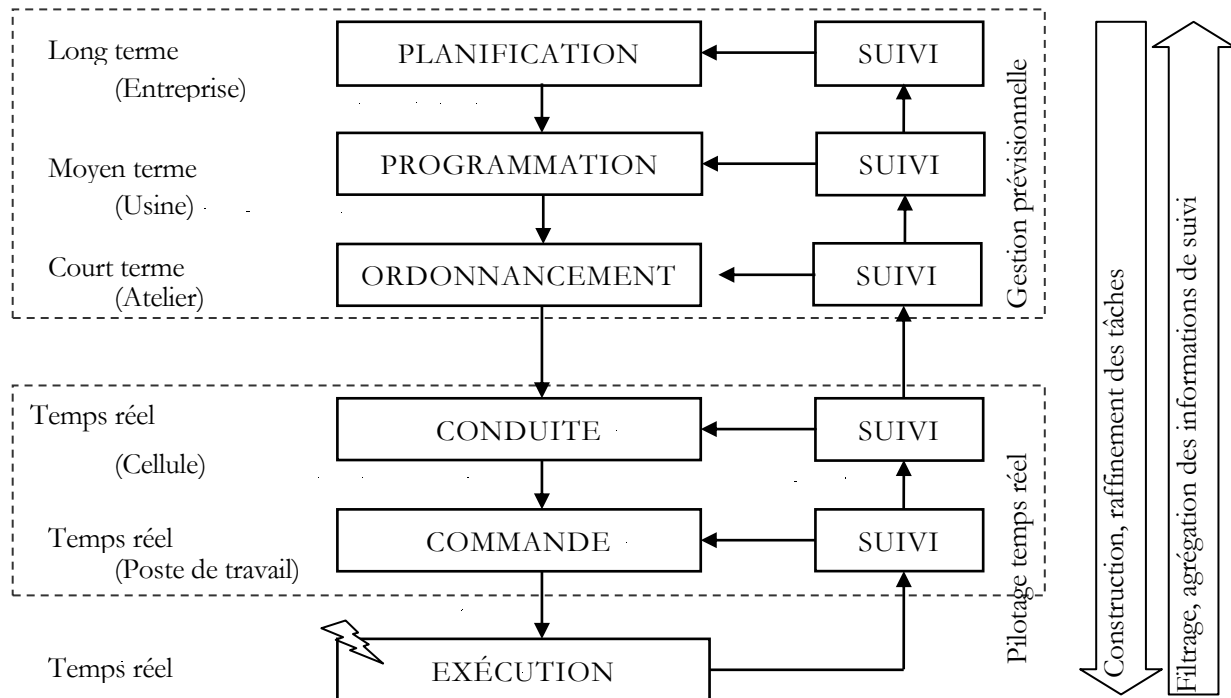 Long terme
(Entreprise)
PLANIFICATION
SUIVI
Moyen terme
(Usine)
PROGRAMMATION
SUIVI
Court terme
(Atelier)
ORDONNANCEMENT
SUIVI
Gestion prévisionnelle
Temps réel
(Cellule)
CONDUITE
SUIVI
Temps réel
(Poste de travail)
COMMANDE
SUIVI
Pilotage temps réel
Temps réel
EXÉCUTION
Construction, raffinement des tâches
Filtrage, agrégation des informations de suivi